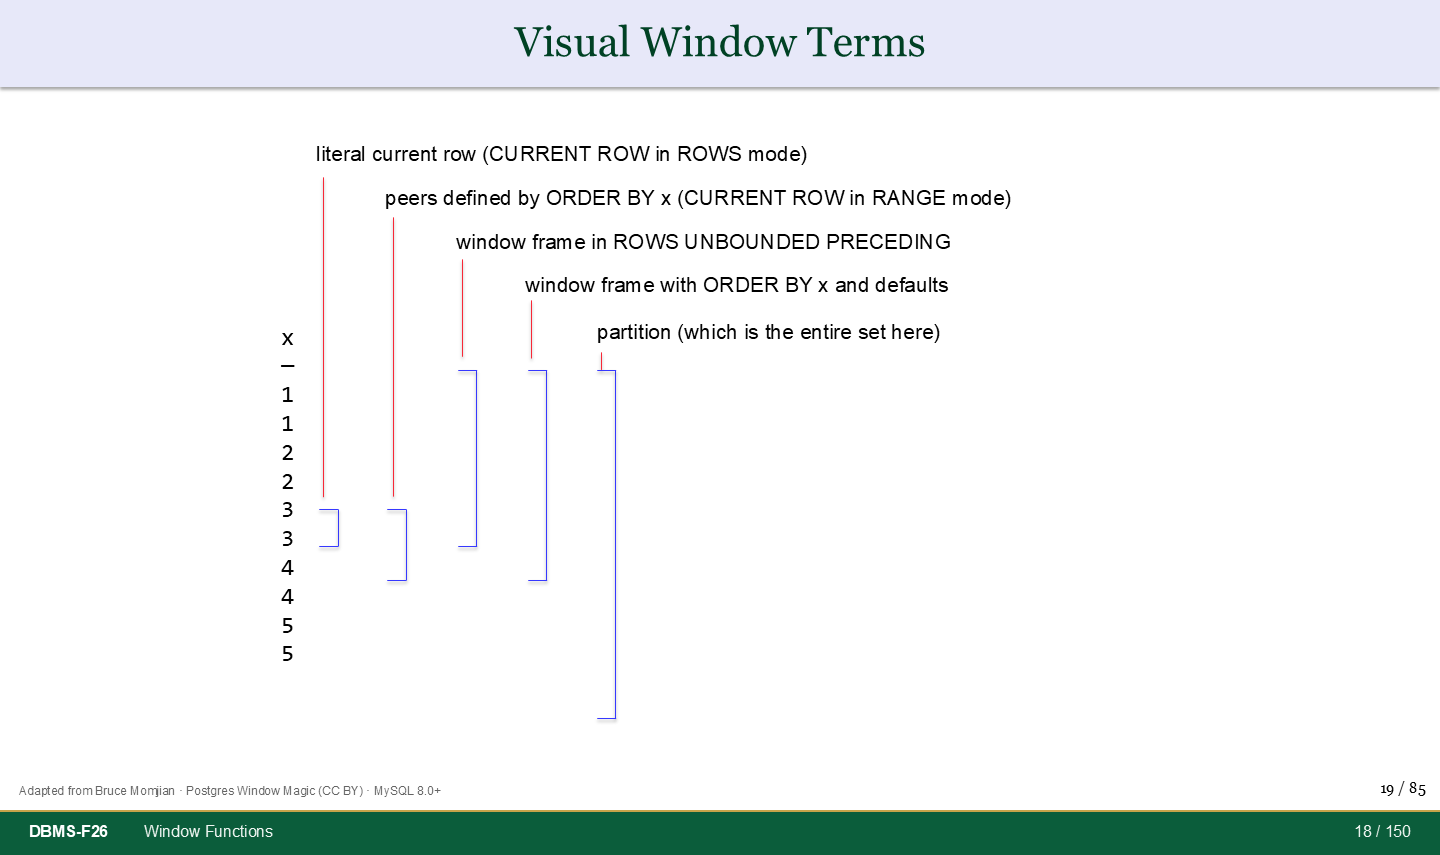 Visual Window Terms
literal current row (CURRENT ROW in ROWS mode)
peers defined by ORDER BY x (CURRENT ROW in RANGE mode)
window frame in ROWS UNBOUNDED PRECEDING
window frame with ORDER BY x and defaults
partition (which is the entire set here)
x
—
1
1
2
2
3
3
4
4
5
5
Adapted from Bruce Momjian · Postgres Window Magic (CC BY) · MySQL 8.0+
19 / 85
DBMS-F26 Window Functions 18 / 150